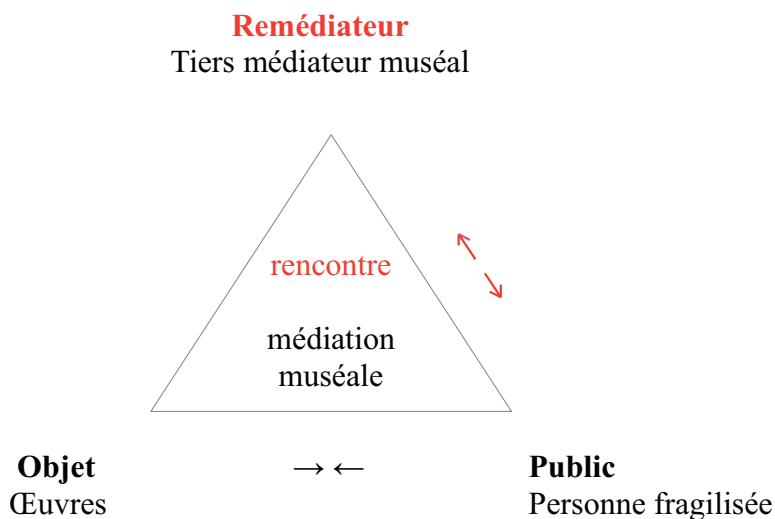 Remédiateur
Tiers médiateur muséal
rencontre
médiation
muséale
Objet → ← Public
Œuvres Personne fragilisée